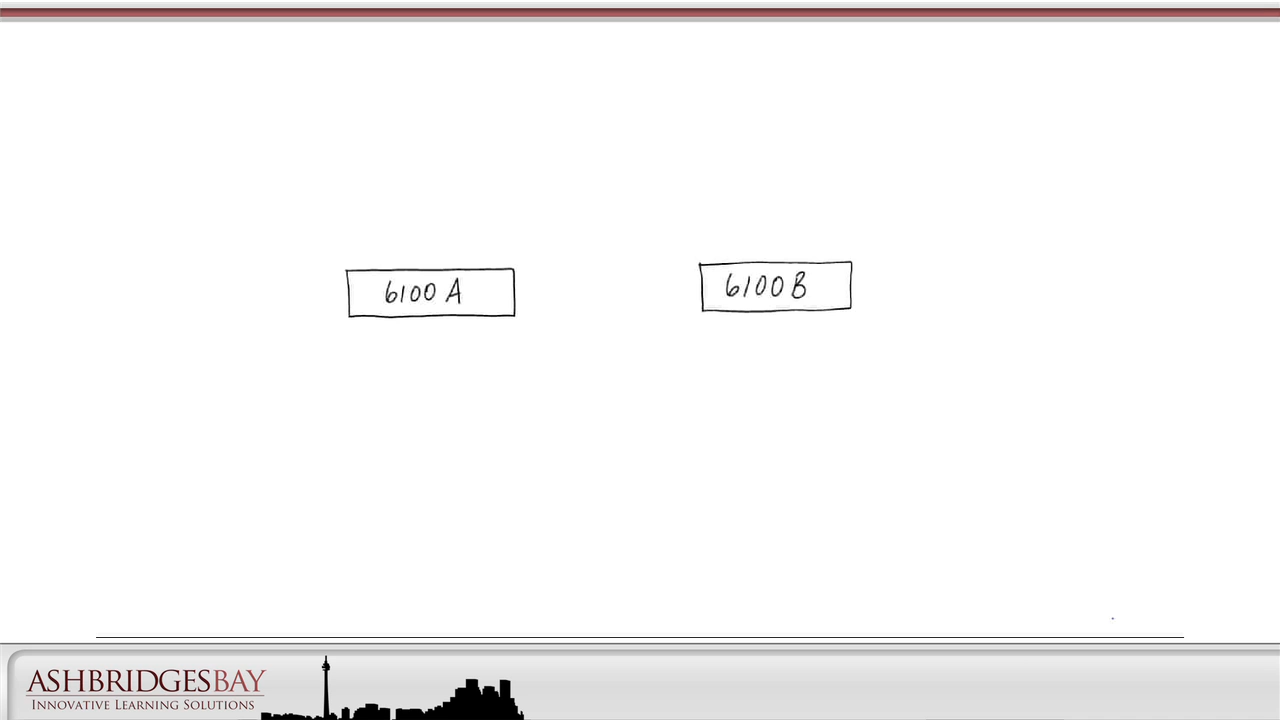 6100 A
6100 B
ASHBRIDGESBAY
INNOVATIVE LEARNING SOLUTIONS